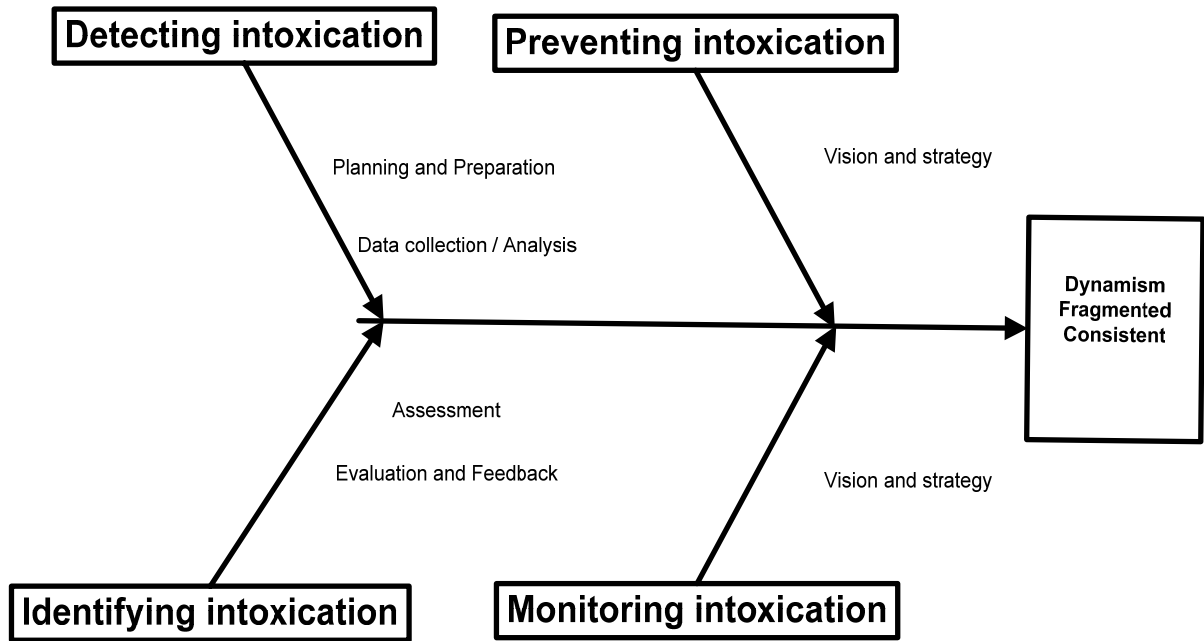 Detecting intoxication
Preventing intoxication
Planning and Preparation
Vision and strategy
Data collection / Analysis
Dynamism
Fragmented
Consistent
Assessment
Evaluation and Feedback
Vision and strategy
Identifying intoxication
Monitoring intoxication